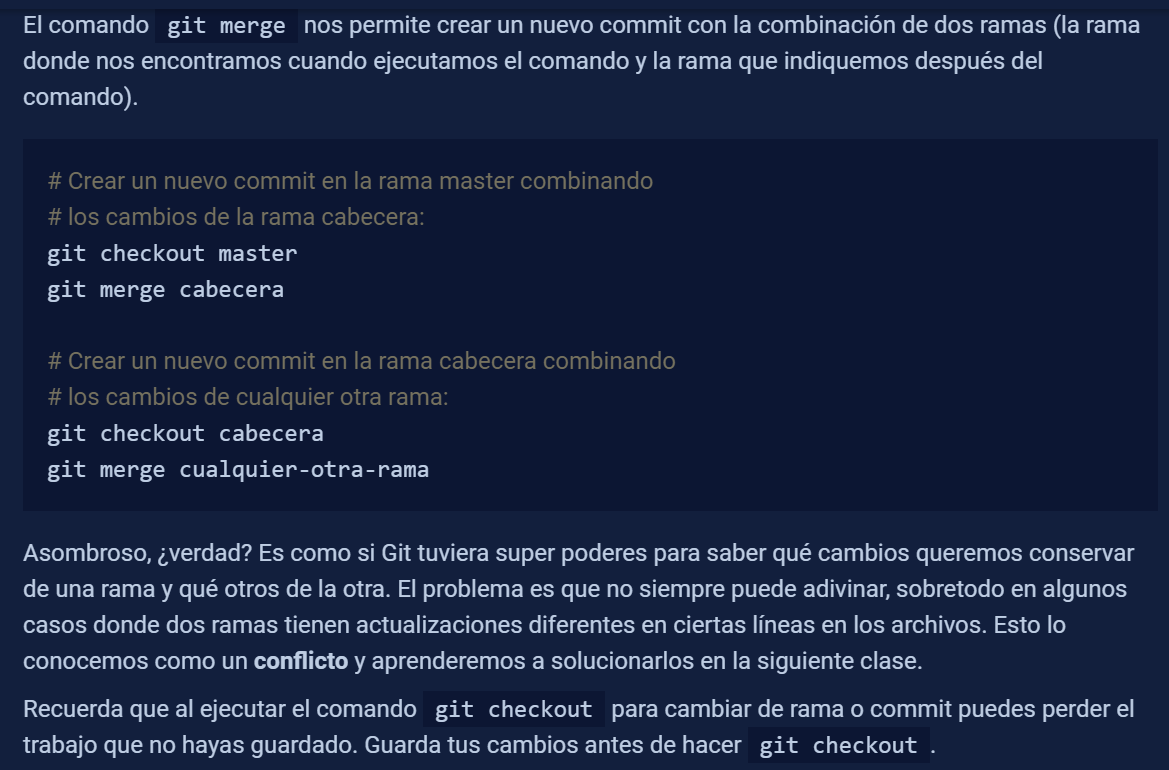 El comando git merge nos permite crear un nuevo commit con la combinación de dos ramas (la rama
donde nos encontramos cuando ejecutamos el comando y la rama que indiquemos después del
comando).
# Crear un nuevo commit en la rama master combinando
# los cambios de la rama cabecera:
git checkout master
git merge cabecera
# Crear un nuevo commit en la rama cabecera combinando
# los cambios de cualquier otra rama:
git checkout cabecera
git merge cualquier-otra-rama
Asombroso, ¿verdad? Es como si Git tuviera super poderes para saber qué cambios queremos conservar
de una rama y qué otros de la otra. El problema es que no siempre puede adivinar, sobretodo en algunos
casos donde dos ramas tienen actualizaciones diferentes en ciertas líneas en los archivos. Esto lo
conocemos como un conflicto y aprenderemos a solucionarlos en la siguiente clase.
Recuerda que al ejecutar el comando git checkout para cambiar de rama o commit puedes perder el
trabajo que no hayas guardado. Guarda tus cambios antes de hacer git checkout .